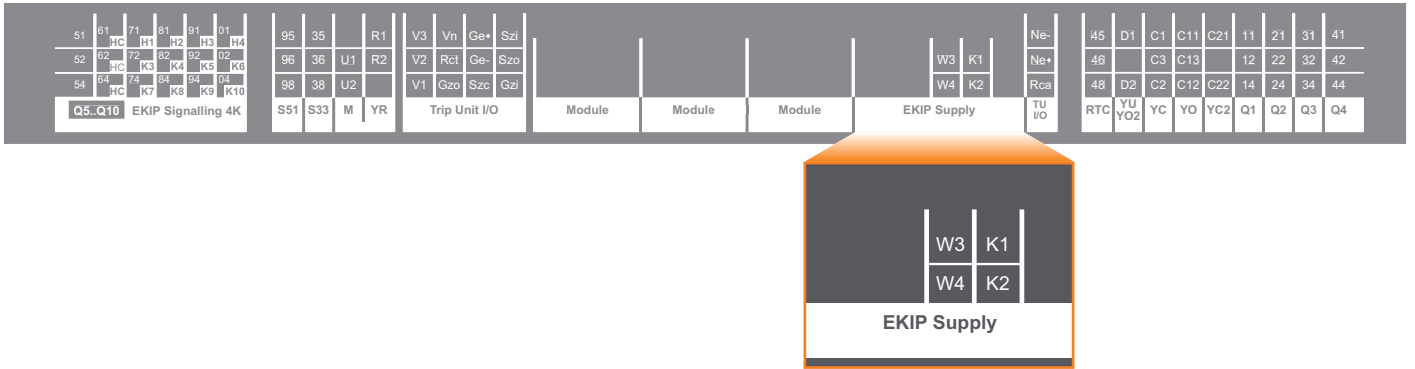 51 61 HC 71 H1 81 H2 91 H3 01 H4 95 35 R1 V3 Vn Ge+ Szi Ne- 45 D1 C1 C11 C21 11 21 31 41
52 62 HC 72 K3 82 K4 92 K5 02 K6 96 36 U1 R2 V2 Rct Ge- Szo W3 K1 Ne+ 46 C3 C13 12 22 32 42
54 64 HC 74 K7 84 K8 94 K9 04 K10 98 38 U2 V1 Gzo Szc Gzi W4 K2 Rca 48 D2 C2 C12 C22 14 24 34 44
Q5..Q10 EKIP Signalling 4K S51 S33 M YR Trip Unit I/O Module Module Module EKIP Supply TU I/O RTC YU YO2 YC YO YC2 Q1 Q2 Q3 Q4
W3 K1
W4 K2
EKIP Supply